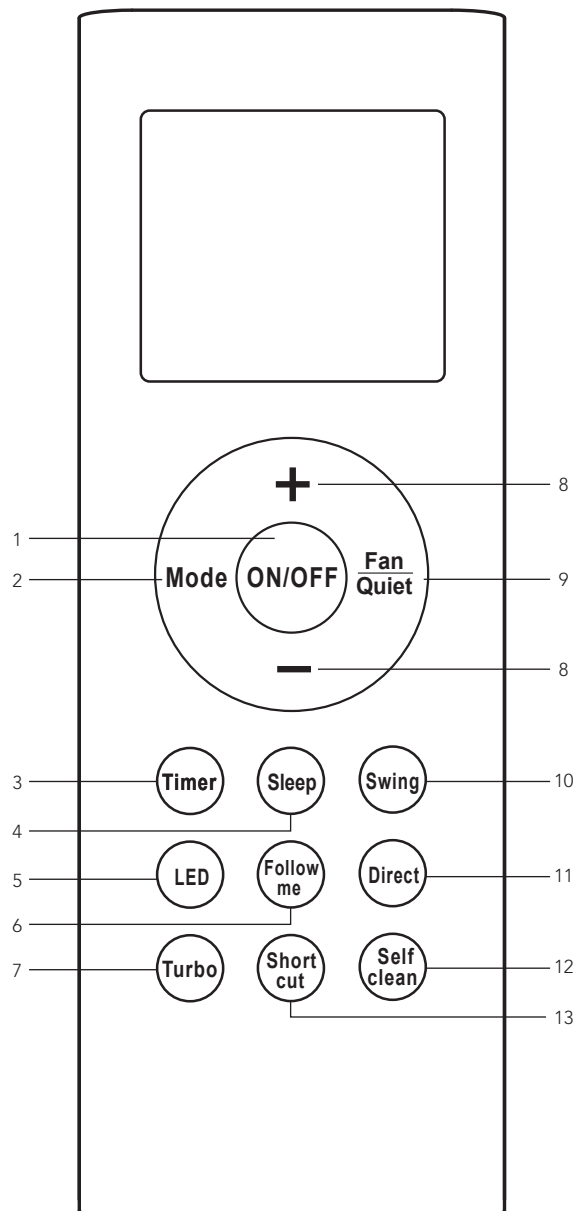 +
8
1
2
Mode
ON/OFF
Fan
Quiet
9
−
8
3
Timer
Sleep
Swing
10
4
5
LED
Follow
me
Direct
11
6
7
Turbo
Short
cut
Self
clean
12
13